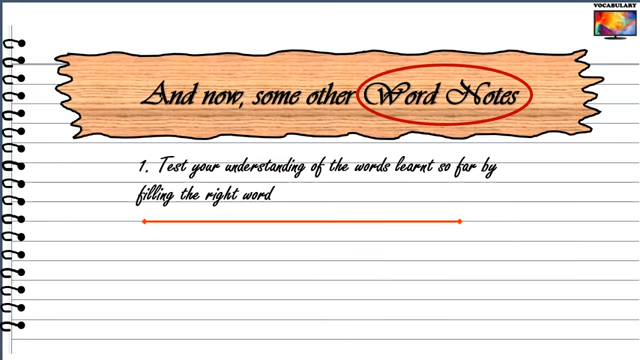 VOCABULARY
And now, some other Word Notes
1. Test your understanding of the words learnt so far by
filling the right word